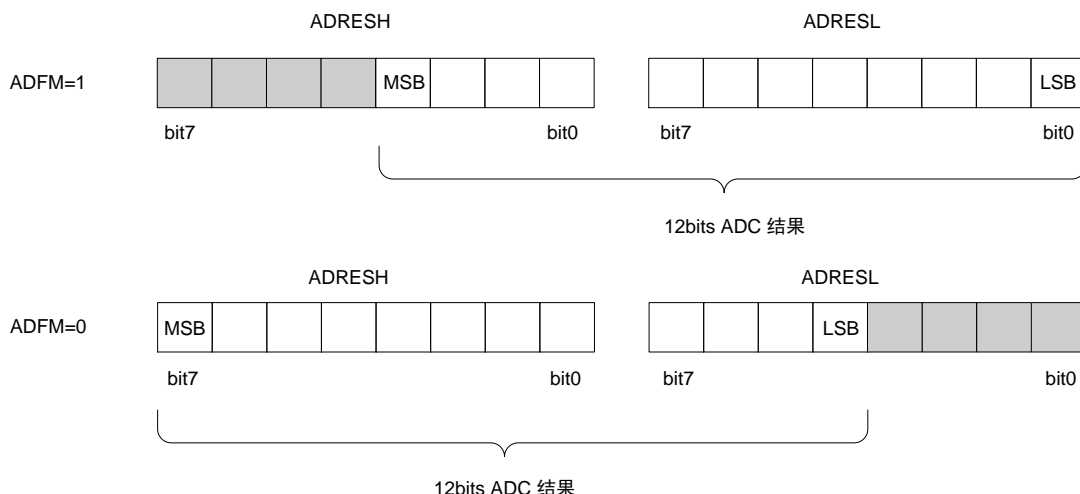 ADRESH ADRESL
ADFM=1 MSB LSB
bit7 bit0 bit7 bit0
12bits ADC 结果
ADRESH ADRESL
ADFM=0 MSB LSB
bit7 bit0 bit7 bit0
12bits ADC 结果